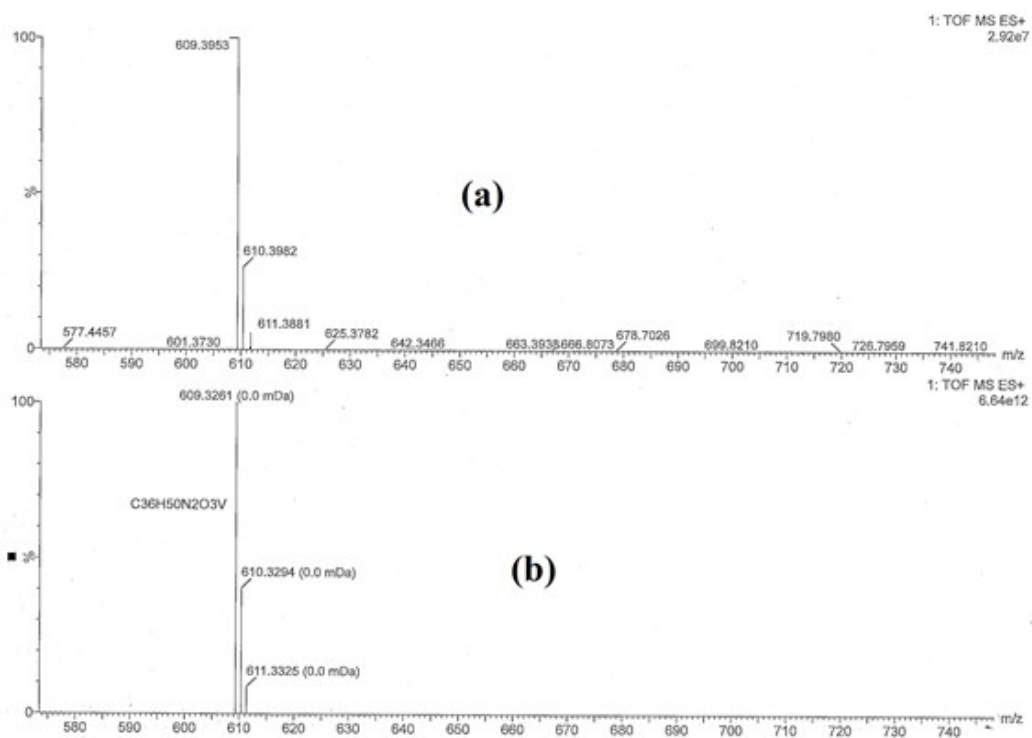 1: TOF MS ES+
2.92e7
100
609.3953
%
(a)
610.3982
611.3881
577.4457
601.3730
625.3782
642.3466
663.3938
666.8073
678.7026
699.8210
719.7980
726.7959
741.8210
0
580 590 600 610 620 630 640 650 660 670 680 690 700 710 720 730 740
m/z
1: TOF MS ES+
6.64e12
100
609.3261 (0.0 mDa)
C36H50N2O3V
%
(b)
610.3294 (0.0 mDa)
611.3325 (0.0 mDa)
0
580 590 600 610 620 630 640 650 660 670 680 690 700 710 720 730 740
m/z